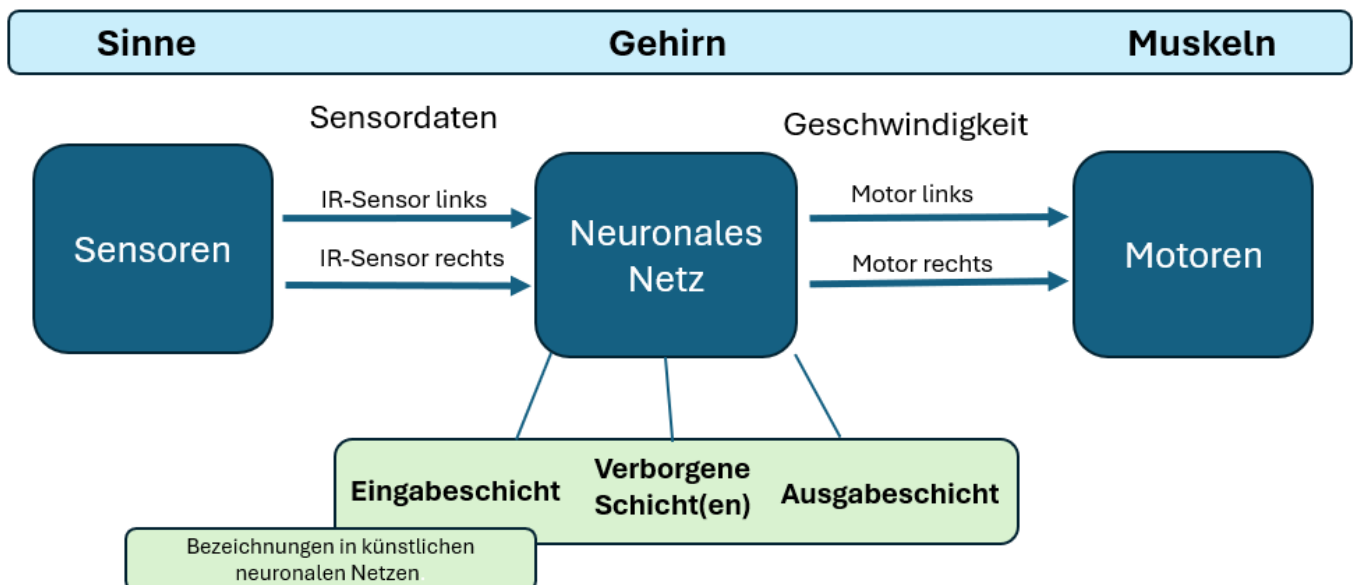 Sinne
Gehirn
Muskeln
Sensordaten
Geschwindigkeit
Sensoren
IR-Sensor links
IR-Sensor rechts
Neuronales
Netz
Motor links
Motor rechts
Motoren
Eingabeschicht
Verborgene
Schicht(en)
Ausgabeschicht
Bezeichnungen in künstlichen
neuronalen Netzen